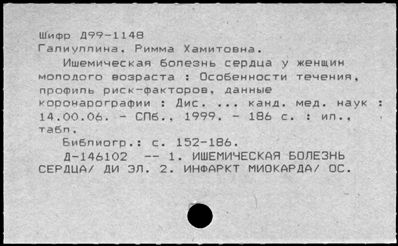 Шифр Д99-1148
Галиуллина, Римма Хамитовна.
Ишемическая болезнь сердца у женщин
молодого возраста : Особенности течения,
профиль риск-факторов, данные
коронарографии : Дис. ... канд. мед. наук :
14.00.06. - СПб., 1999. - 186 с. : ил.,
табл.
Библиогр.: с. 152-186.
Д-146102 -- 1. ИШЕМИЧЕСКАЯ БОЛЕЗНЬ
СЕРДЦА/ ДИ ЭЛ. 2. ИНФАРКТ МИОКАРДА/ ОС.